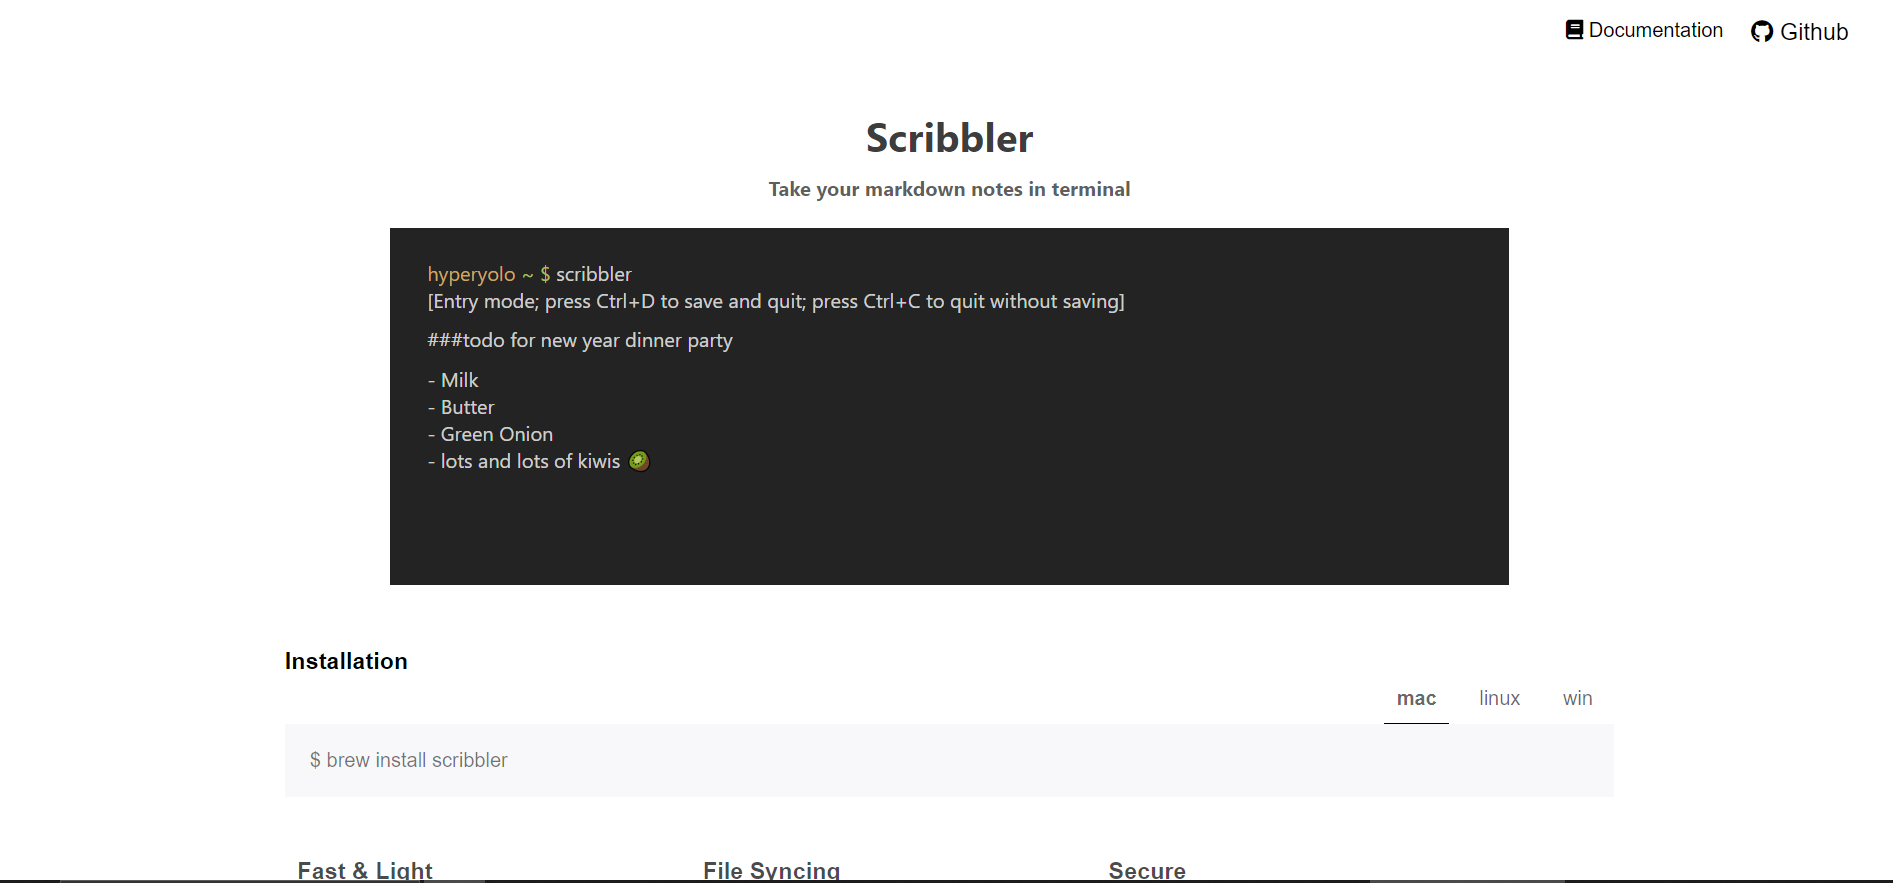 Documentation Github
Scribbler
Take your markdown notes in terminal
hyperyolo ~ $ scribbler
[Entry mode; press Ctrl+D to save and quit; press Ctrl+C to quit without saving]
###todo for new year dinner party
- Milk
- Butter
- Green Onion
- lots and lots of kiwis 🥝
Installation
mac linux win
$ brew install scribbler
Fast & Light File Syncing Secure